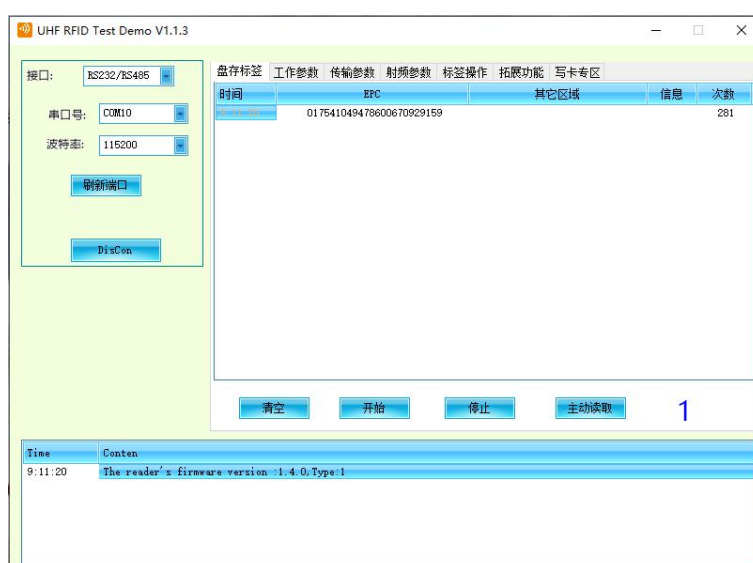 UHF RFID Test Demo V1.1.3
接口: RS232/RS485
串口号: COM10
波特率: 115200
刷新端口
DisCon
盘存标签 工作参数 传输参数 射频参数 标签操作 拓展功能 写卡专区
时间 EPC 其它区域 信息 次数
017541049478600670929159 281
清空 开始 停止 主动读取 1
Time Conten
9:11:20 The reader's firmware version :1.4.0,Type:1